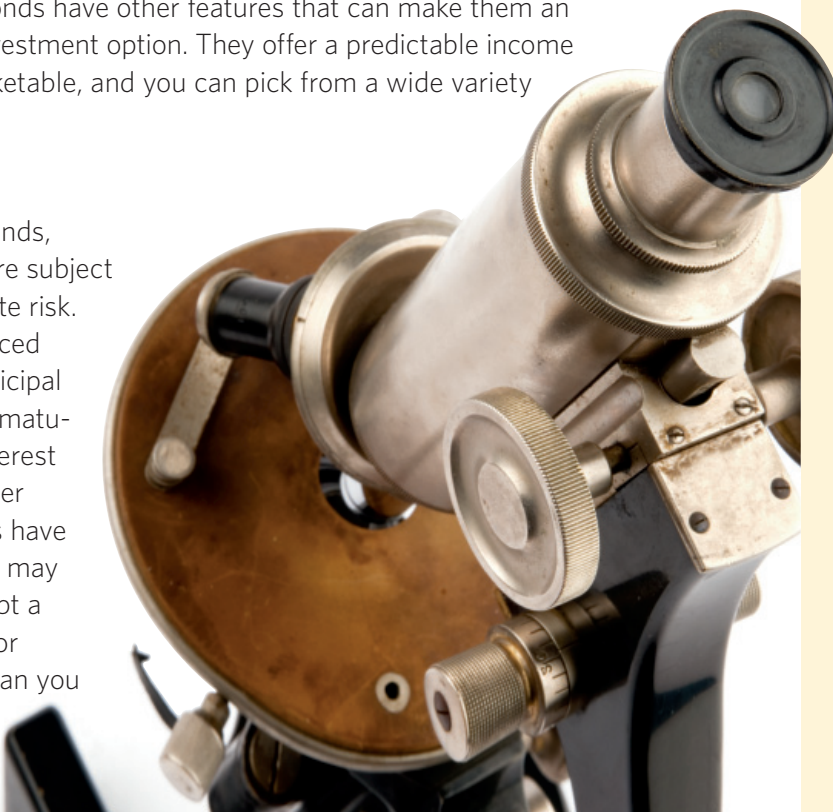 onds have other features that can make them an
estment option. They offer a predictable income
ketable, and you can pick from a wide variety
nds,
re subject
te risk.
ced
icipal
matu-
erest
er
s have
may
ot a
or
an you